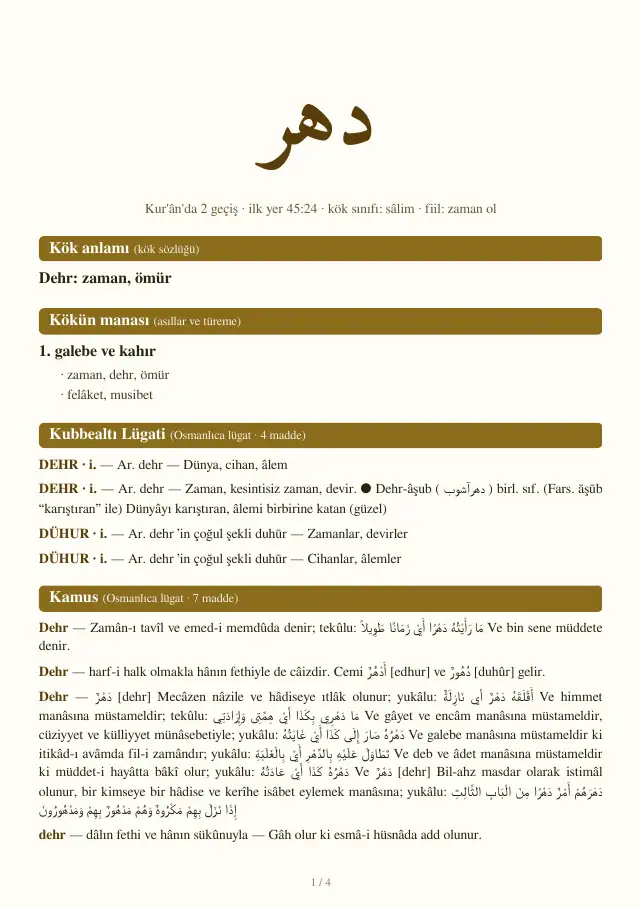 دهر
Kur'ân'da 2 geçiş · ilk yer 45:24 · kök sınıfı: sâlim · fiil: zaman ol
Kök anlamı (kök sözlüğü)
Dehr: zaman, ömür
Kökün manası (asıllar ve türeme)
1. galebe ve kahır
· zaman, dehr, ömür
· felâket, musibet
Kubbealtı Lügati (Osmanlıca lügat · 4 madde)
DEHR · i. — Ar. dehr — Dünya, cihan, âlem
DEHR · i. — Ar. dehr — Zaman, kesintisiz zaman, devir. ● Dehr-âşub ( دهرآشوب ) birl. sıf. (Fars. āşūb
“karıştıran” ile) Dünyâyı karıştıran, âlemi birbirine katan (güzel)
DÜHUR · i. — Ar. dehr 'in çoğul şekli duhūr — Zamanlar, devirler
DÜHUR · i. — Ar. dehr 'in çoğul şekli duhūr — Cihanlar, âlemler
Kamus (Osmanlıca lügat · 7 madde)
Dehr — Zamân-ı tavîl ve emed-i memdûda denir; tekûlu: مَا رَأَيْتُهُ دَهْرًا أَيْ زَمَانًا طَوِيلاً Ve bin sene müddete
denir.
Dehr — harf-i halk olmakla hânın fethiyle de câizdir. Cemi أَدْهُرٌ [edhur] ve دُهُورٌ [duhûr] gelir.
Dehr — دَهْرٌ [dehr] Mecâzen nâzile ve hâdiseye ıtlâk olunur; yukâlu: أَقْلَقَهُ دَهْرٌ أَي نَازِلَةٌ Ve himmet
manâsına müstameldir; tekûlu: مَا دَهْرِي بِكَذَا أَيْ هِمَّتِي وَإِرَادَتِي Ve gâyet ve encâm manâsına müstameldir,
cüziyyet ve külliyyet münâsebetiyle; yukâlu: دَهْرُهُ صَارَ إِلَى كَذَا أَيْ غَايَتُهُ Ve galebe manâsına müstameldir ki
itikâd-ı avâmda fil-i zamândır; yukâlu: تَطَاوَلَ عَلَيْهِ بِالدَّهْرِ أَيْ بِالْغَلَبَةِ Ve deb ve âdet manâsına müstameldir
ki müddet-i hayâtta bâkî olur; yukâlu: دَهْرُهُ كَذَا أَيْ عَادَتُهُ Ve دَهْرٌ [dehr] Bil-ahz masdar olarak istimâl
olunur, bir kimseye bir hâdise ve kerîhe isâbet eylemek manâsına; yukâlu: دَهَرَهُمْ أَمْرٌ دَهْرًا مِنَ الْبَابِ الثَّالِثِ
إِذَا نَزَلَ بِهِمْ مَكْرُوهٌ وَهُمْ مَدْهُورٌ بِهِمْ وَمَدْهُورُونَ
dehr — dâlın fethi ve hânın sükûnuyla — Gâh olur ki esmâ-i hüsnâda add olunur.
1 / 4